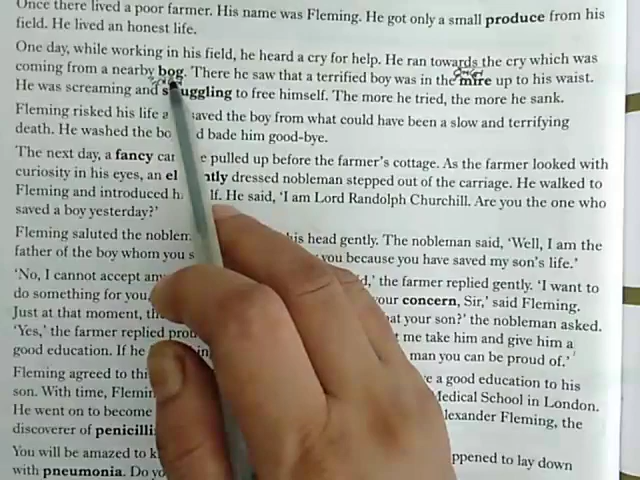 Once there lived a poor farmer. His name was Fleming. He got only a small produce from his
field. He lived an honest life.
One day, while working in his field, he heard a cry for help. He ran towards the cry which was
coming from a nearby bog. There he saw that a terrified boy was in the mire up to his waist.
He was screaming and struggling to free himself. The more he tried, the more he sank.
Fleming risked his life a saved the boy from what could have been a slow and terrifying
death. He washed the bo d bade him good-bye.
The next day, a fancy car e pulled up before the farmer's cottage. As the farmer looked with
curiosity in his eyes, an el ntly dressed nobleman stepped out of the carriage. He walked to
Fleming and introduced h lf. He said, 'I am Lord Randolph Churchill. Are you the one who
saved a boy yesterday?'
Fleming saluted the noblem his head gently. The nobleman said, 'Well, I am the
father of the boy whom you s you because you have saved my son's life.'
'No, I cannot accept any d,' the farmer replied gently. 'I want to
do something for you, our concern, Sir,' said Fleming.
Just at that moment, th at your son?' the nobleman asked.
'Yes,' the farmer replied prou t me take him and give him a
good education. If he in man you can be proud of.'
Fleming agreed to thi e a good education to his
son. With time, Flemin Medical School in London.
He went on to become lexander Fleming, the
discoverer of penicilli
You will be amazed to k ppened to lay down
with pneumonia. Do yo